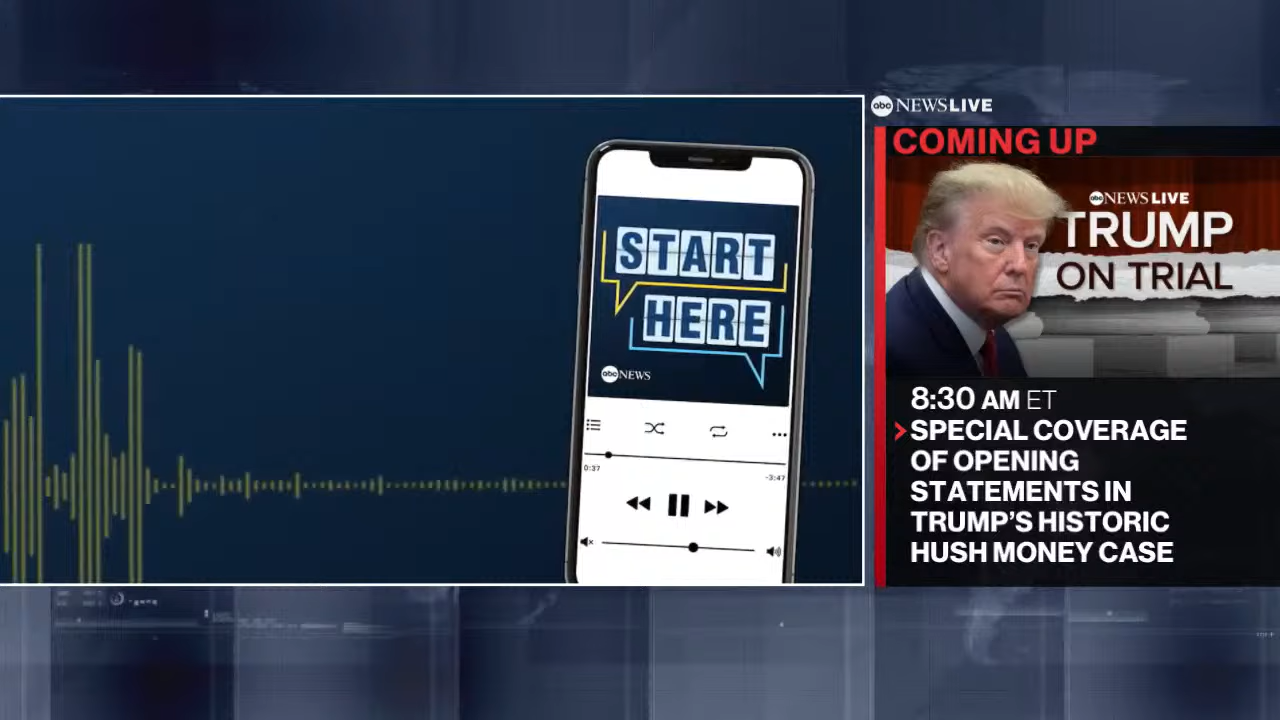 START
HERE
abc NEWS
0:37
-3:47
abc NEWS LIVE
COMING UP
abc NEWS LIVE
TRUMP
ON TRIAL
8:30 AM ET
SPECIAL COVERAGE
OF OPENING
STATEMENTS IN
TRUMP'S HISTORIC
HUSH MONEY CASE